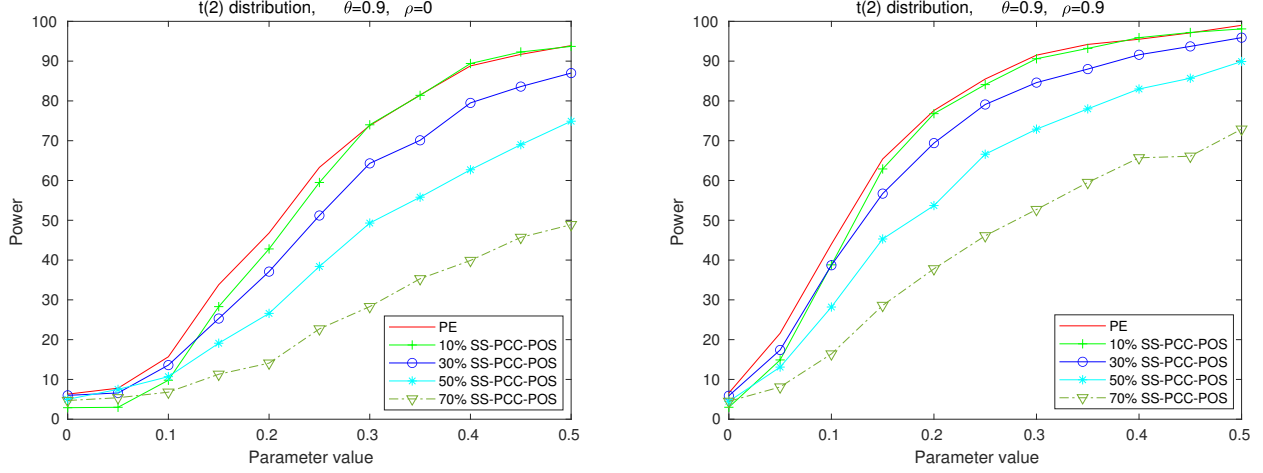 t(2) distribution, θ=0.9, ρ=0
100
90
80
70
60
50
40
30
20
10
0
Power
0 0.1 0.2 0.3 0.4 0.5
Parameter value
PE
10% SS-PCC-POS
30% SS-PCC-POS
50% SS-PCC-POS
70% SS-PCC-POS
t(2) distribution, θ=0.9, ρ=0.9
100
90
80
70
60
50
40
30
20
10
0
Power
0 0.1 0.2 0.3 0.4 0.5
Parameter value
PE
10% SS-PCC-POS
30% SS-PCC-POS
50% SS-PCC-POS
70% SS-PCC-POS